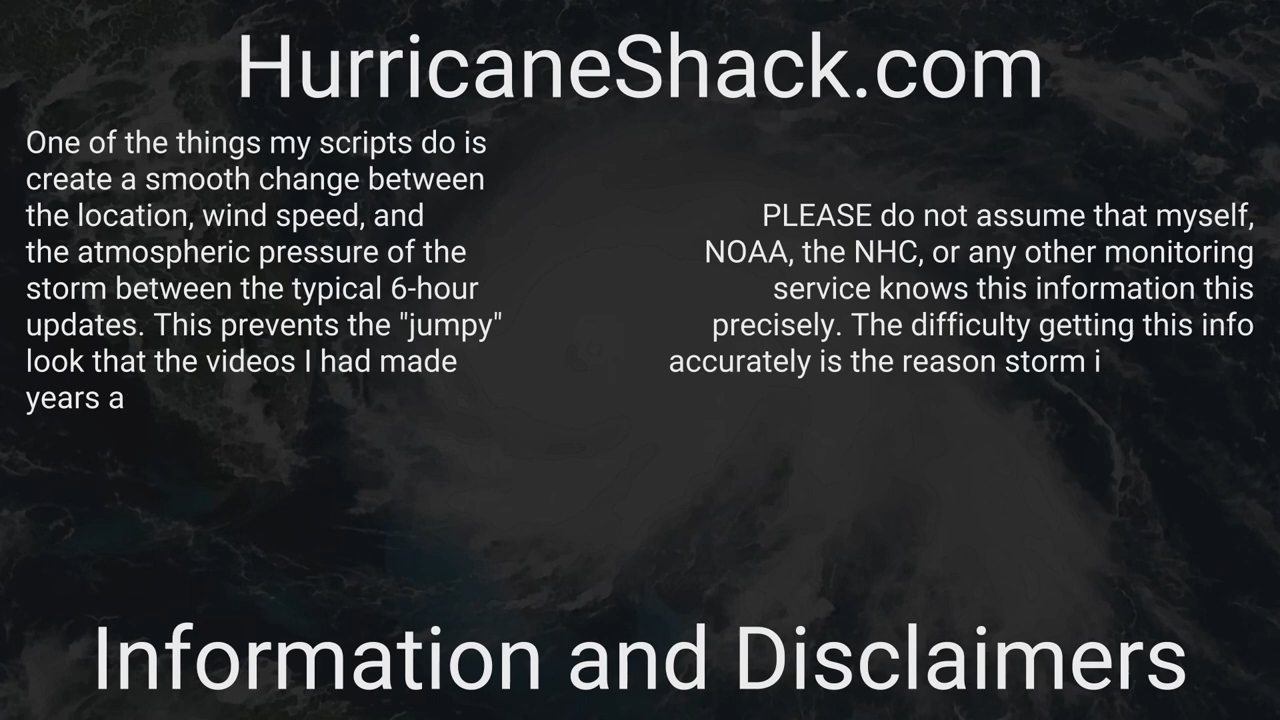 HurricaneShack.com
One of the things my scripts do is
create a smooth change between
the location, wind speed, and
the atmospheric pressure of the
storm between the typical 6-hour
updates. This prevents the "jumpy"
look that the videos I had made
years a
PLEASE do not assume that myself,
NOAA, the NHC, or any other monitoring
service knows this information this
precisely. The difficulty getting this info
accurately is the reason storm i
Information and Disclaimers